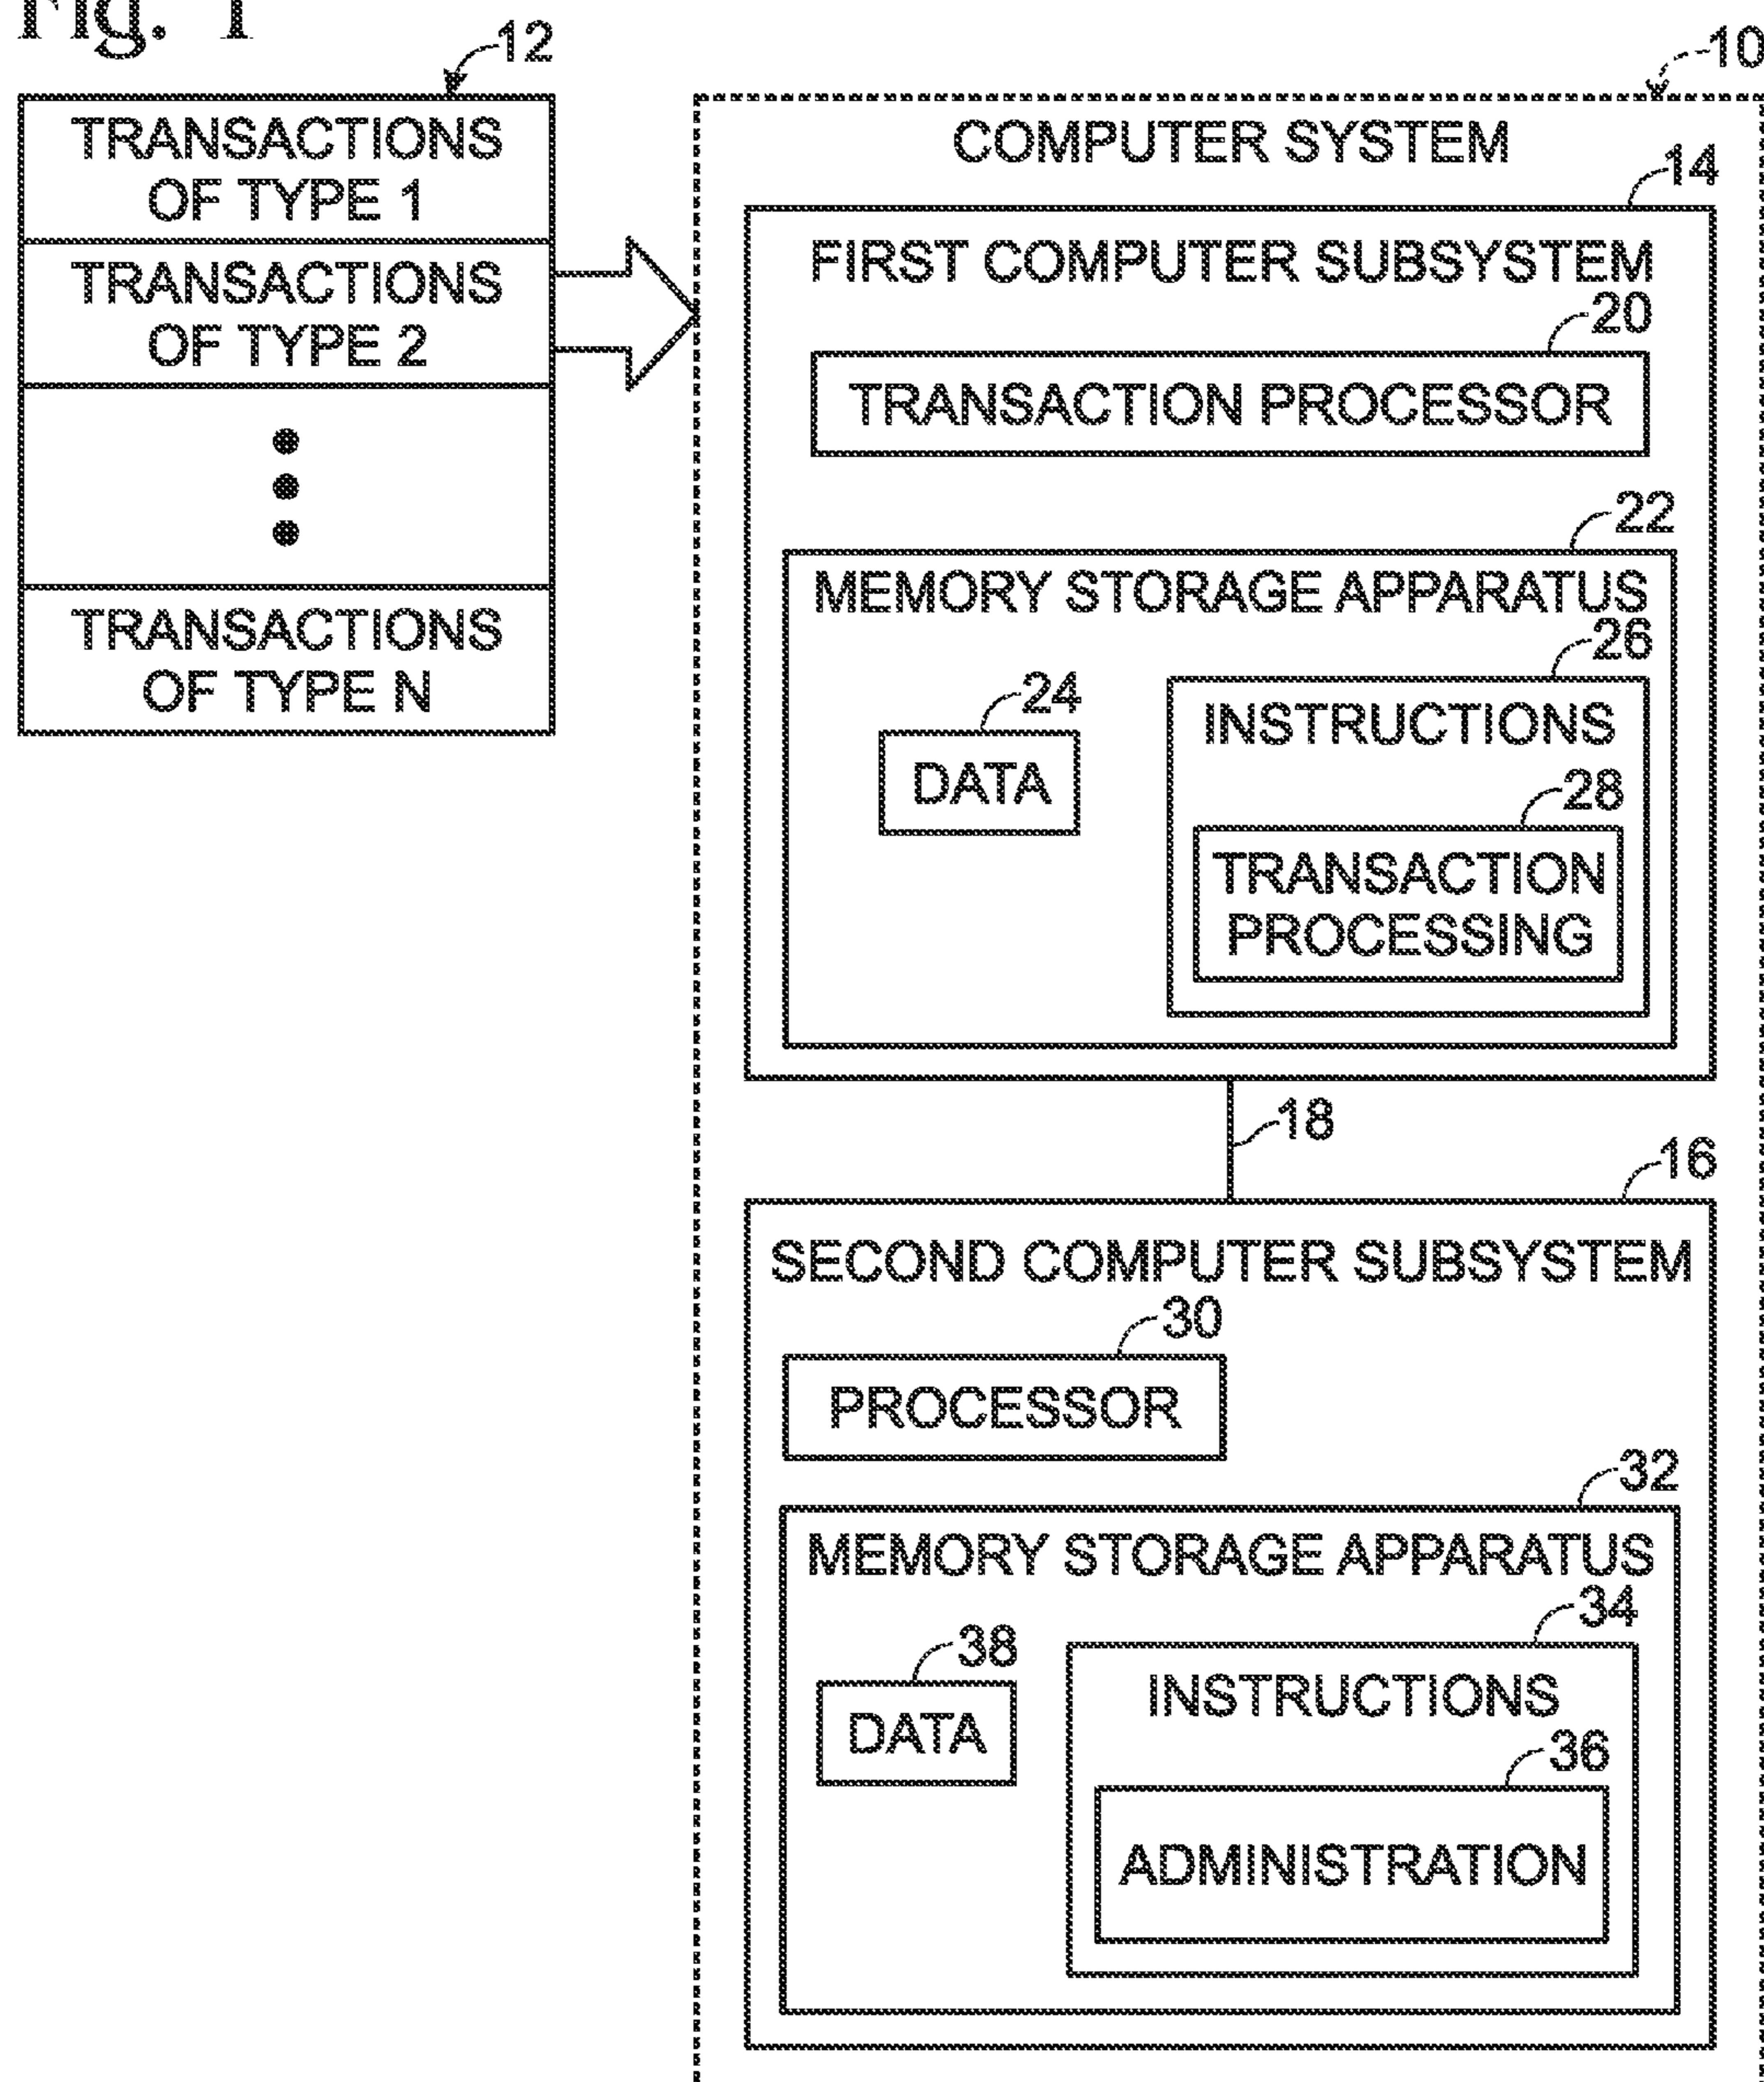 Fig. 1
12
TRANSACTIONS
OF TYPE 1
TRANSACTIONS
OF TYPE 2
TRANSACTIONS
OF TYPE N
10
COMPUTER SYSTEM
14
FIRST COMPUTER SUBSYSTEM
20
TRANSACTION PROCESSOR
22
MEMORY STORAGE APPARATUS
26
24
INSTRUCTIONS
DATA
28
TRANSACTION
PROCESSING
18
16
SECOND COMPUTER SUBSYSTEM
30
PROCESSOR
32
MEMORY STORAGE APPARATUS
34
38
INSTRUCTIONS
DATA
36
ADMINISTRATION